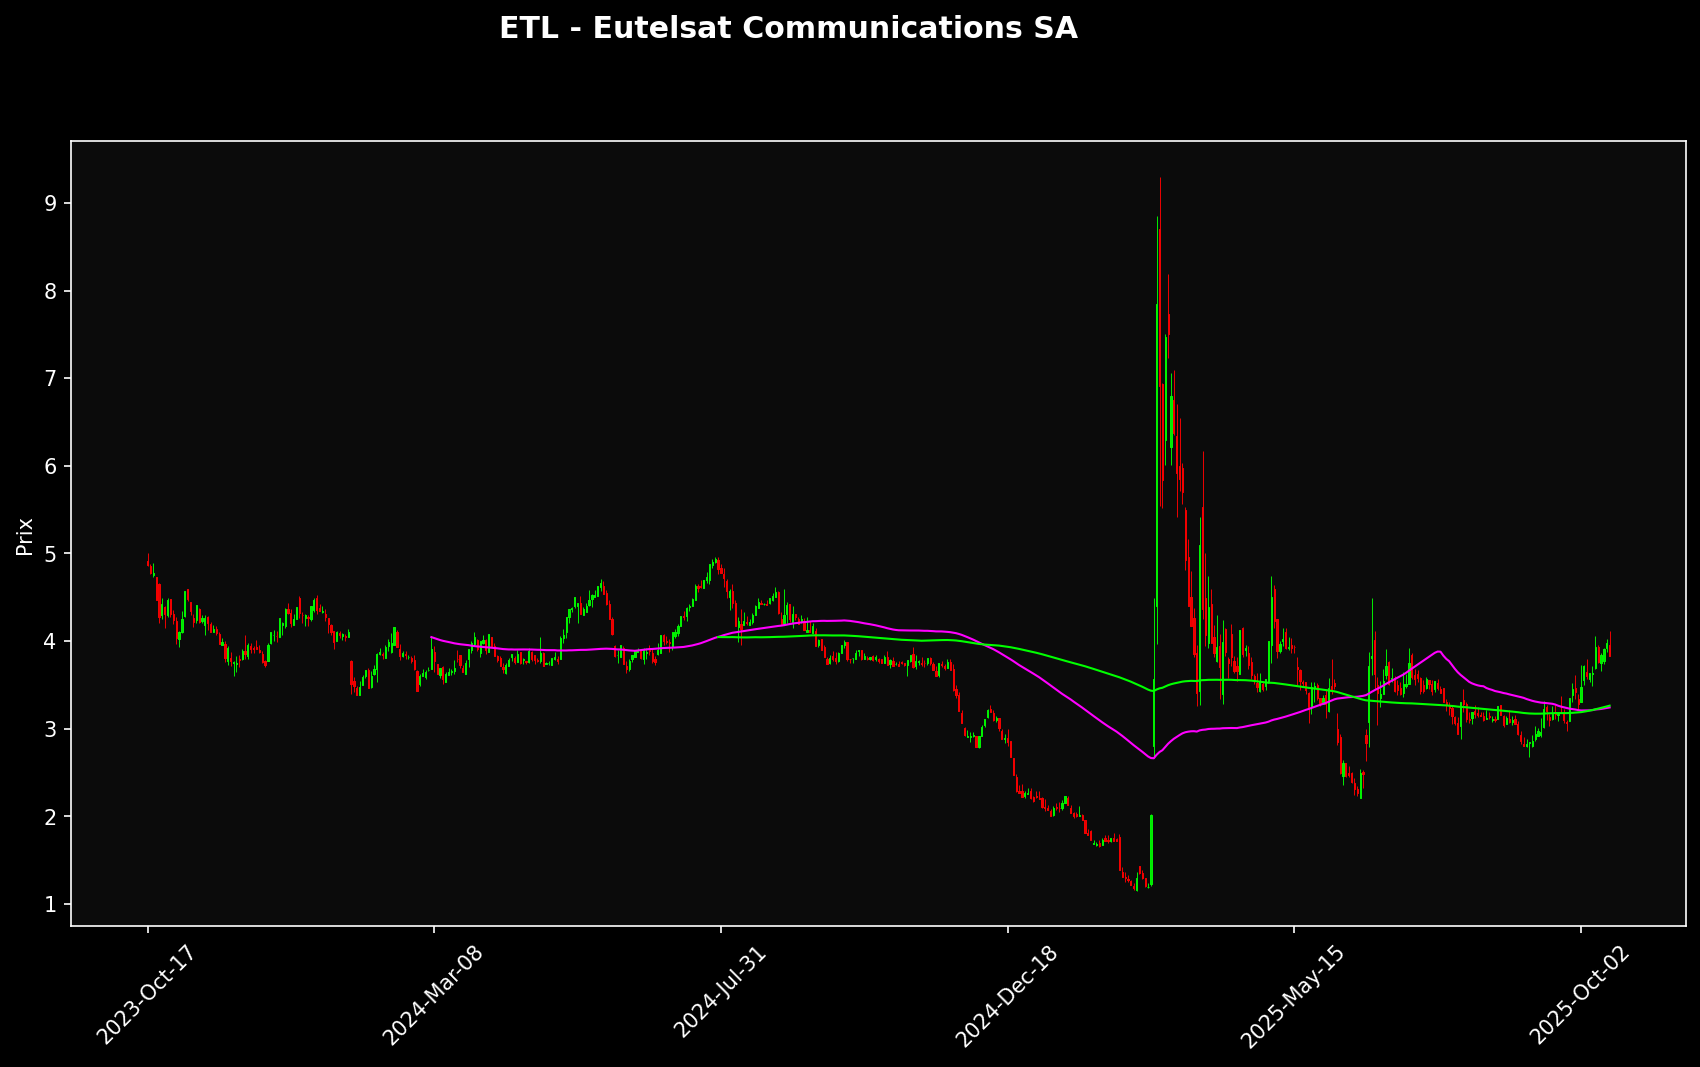 ETL - Eutelsat Communications SA
Prix
9
8
7
6
5
4
3
2
1
2023-Oct-17
2024-Mar-08
2024-Jul-31
2024-Dec-18
2025-May-15
2025-Oct-02